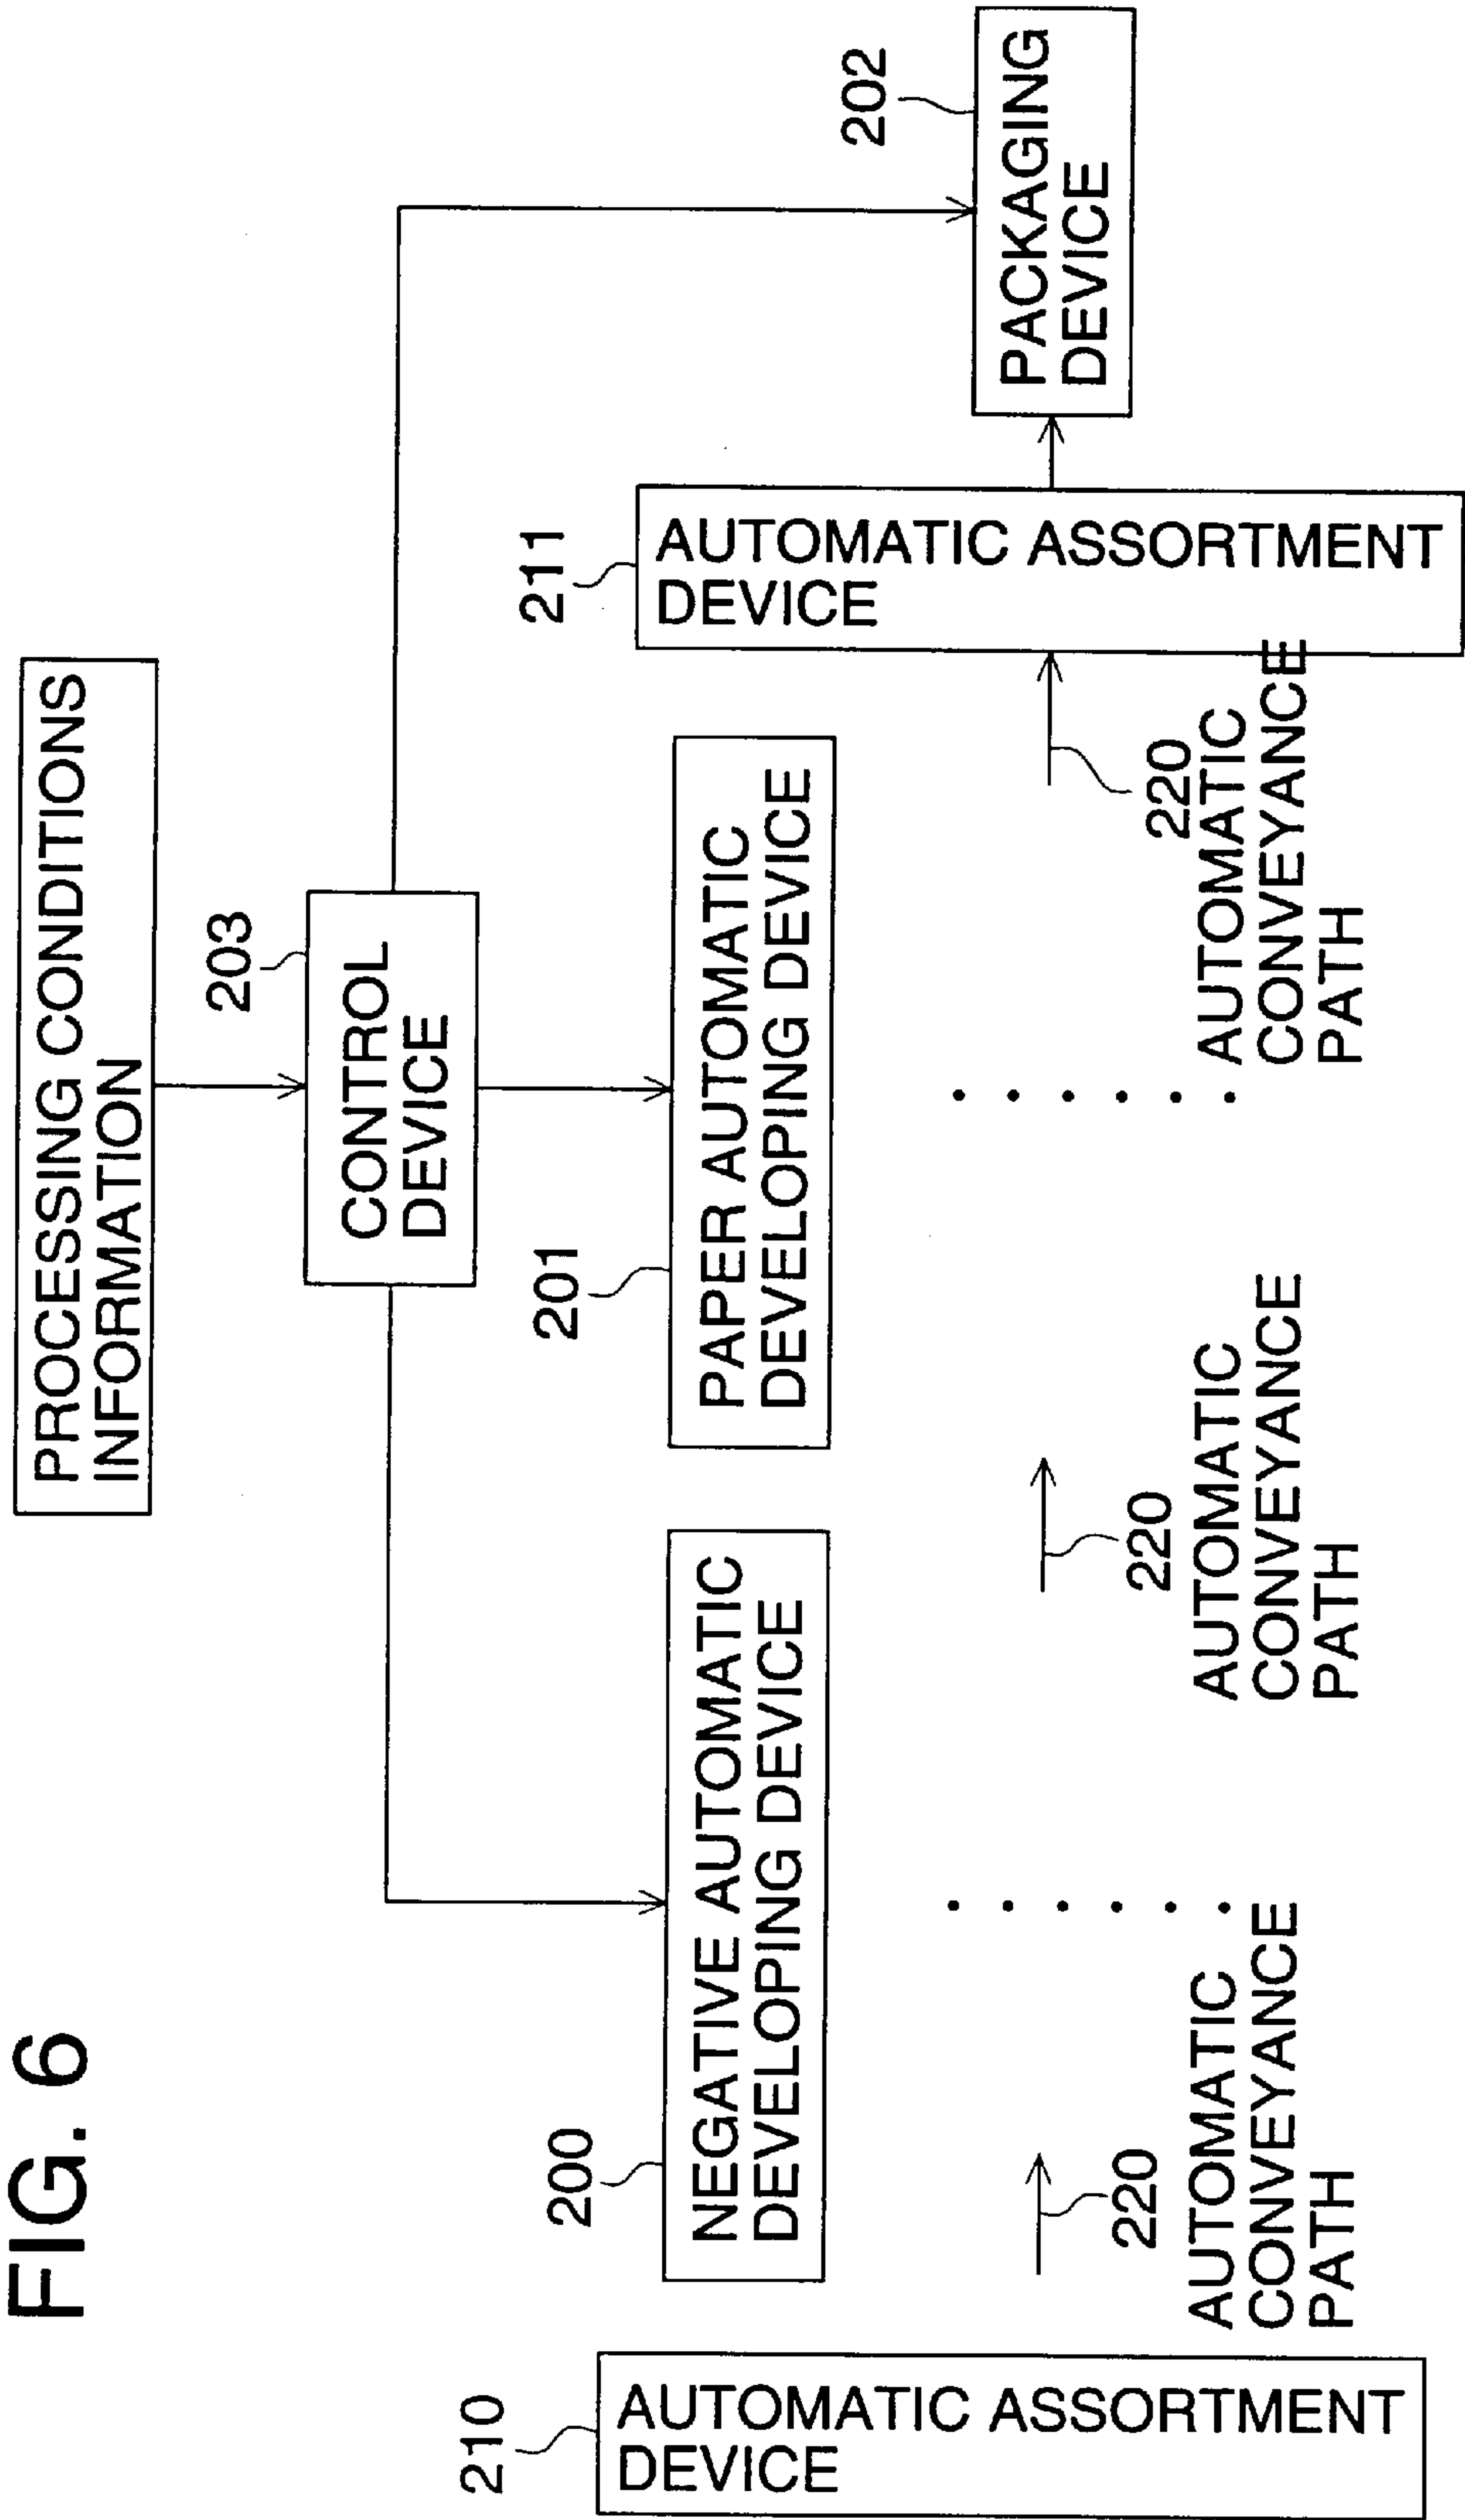 FIG. 6
PROCESSING CONDITIONS
INFORMATION
203
CONTROL
DEVICE
202
PACKAGING
DEVICE
210
AUTOMATIC ASSORTMENT
DEVICE
200
NEGATIVE AUTOMATIC
DEVELOPING DEVICE
201
PAPER AUTOMATIC
DEVELOPING DEVICE
211
AUTOMATIC ASSORTMENT
DEVICE
220
AUTOMATIC
CONVEYANCE
PATH
220
AUTOMATIC
CONVEYANCE
PATH
220
AUTOMATIC
CONVEYANCE
PATH